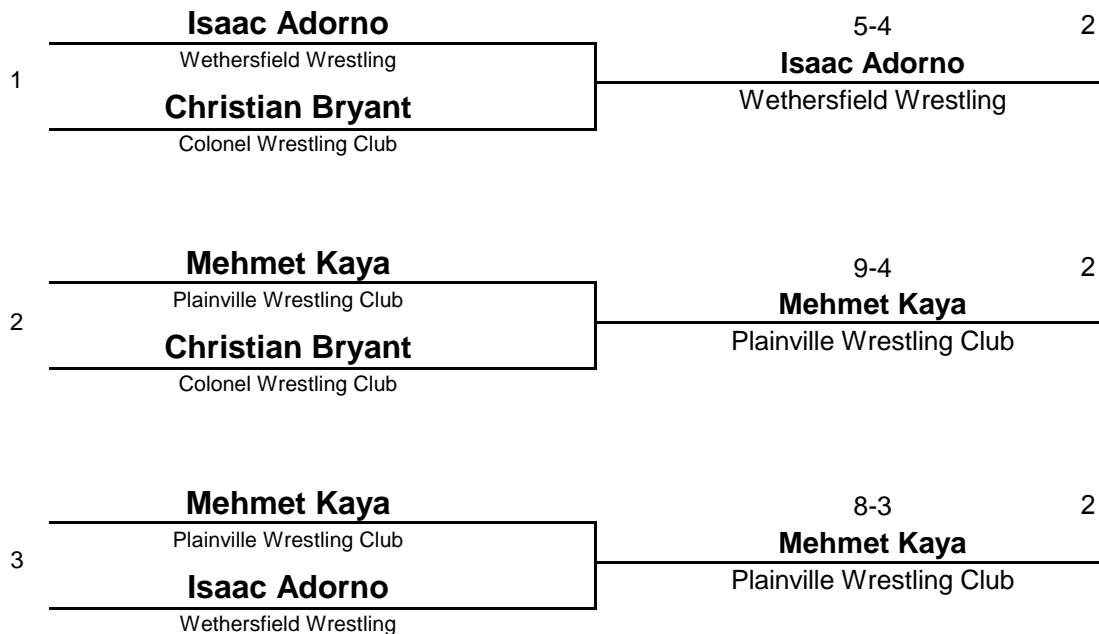 Isaac Adorno
Wethersfield Wrestling
1
Christian Bryant
Colonel Wrestling Club
5-4 2
Isaac Adorno
Wethersfield Wrestling
Mehmet Kaya
Plainville Wrestling Club
2
Christian Bryant
Colonel Wrestling Club
9-4 2
Mehmet Kaya
Plainville Wrestling Club
Mehmet Kaya
Plainville Wrestling Club
3
Isaac Adorno
Wethersfield Wrestling
8-3 2
Mehmet Kaya
Plainville Wrestling Club